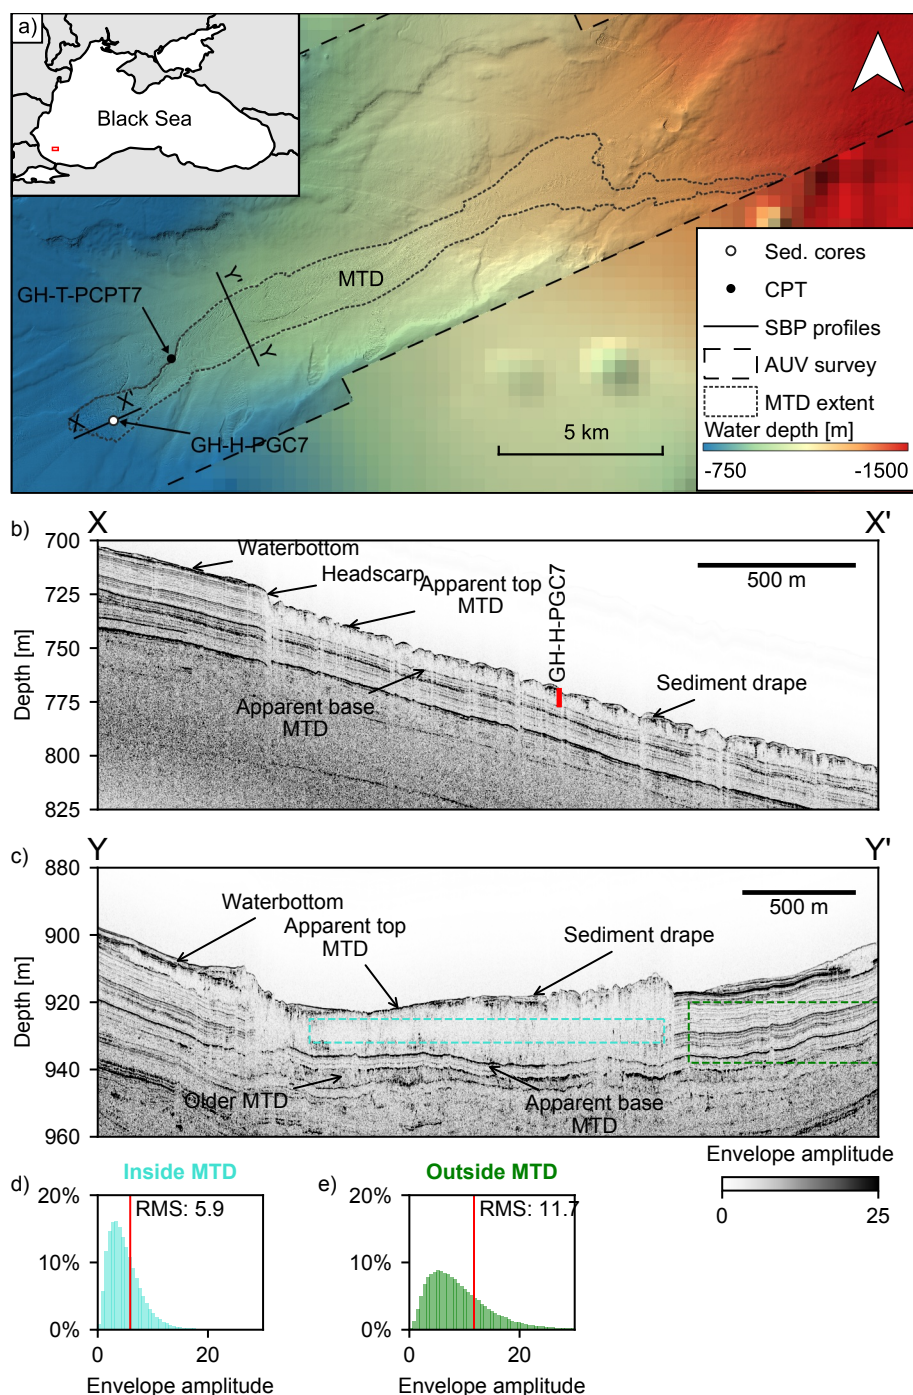 a)
Black Sea
MTD
GH-T-PCPT7
Y'
Y
X
X'
GH-H-PGC7
5 km
Sed. cores
CPT
SBP profiles
AUV survey
MTD extent
Water depth [m]
-750
-1500
b)
X
X'
700
725
750
775
800
825
Depth [m]
Waterbottom
Headscarp
Apparent top
MTD
Apparent base
MTD
GH-H-PGC7
Sediment drape
500 m
c)
Y
Y'
880
900
920
940
960
Depth [m]
Waterbottom
Apparent top
MTD
Sediment drape
500 m
Older MTD
Apparent base
MTD
Envelope amplitude
0
25
d)
Inside MTD
20%
10%
0%
RMS: 5.9
0
20
Envelope amplitude
e)
Outside MTD
20%
10%
0%
RMS: 11.7
0
20
Envelope amplitude